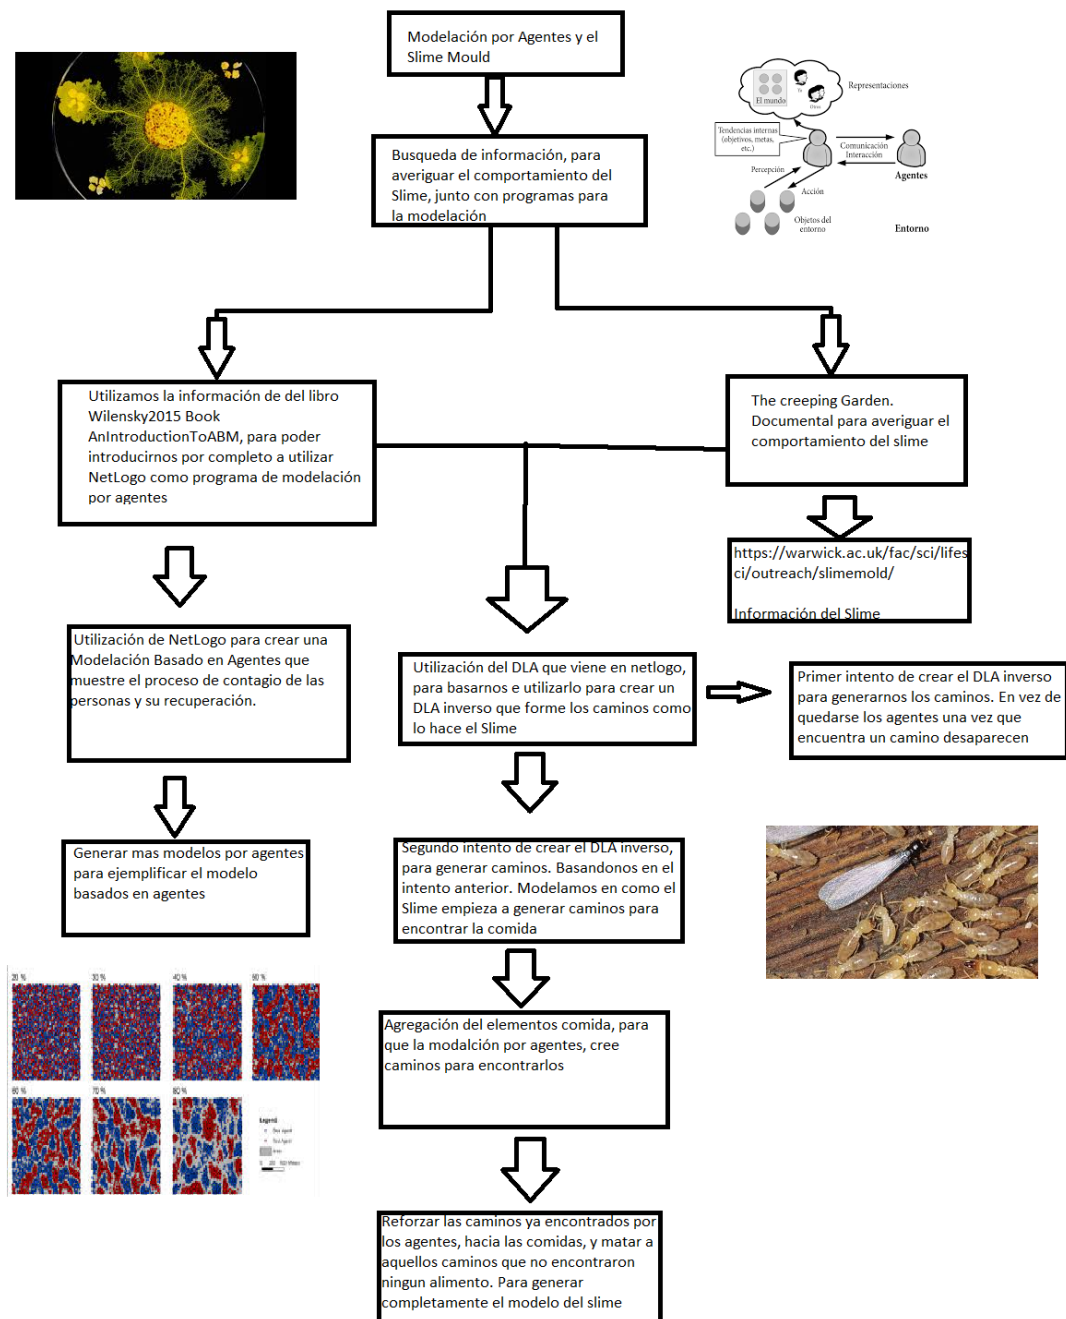 Modelación por Agentes y el
Slime Mould
Representaciones
El mundo
Yo
Otros
Tendencias internas
(objetivos, metas,
etc.)
Comunicación
Interacción
Percepción
Agentes
Acción
Objetos del
entorno
Entorno
Busqueda de información, para
averiguar el comportamiento del
Slime, junto con programas para
la modelación
Utilizamos la información de del libro
Wilensky2015 Book
AnIntroductionToABM, para poder
introducirnos por completo a utilizar
NetLogo como programa de modelación
por agentes
The creeping Garden.
Documental para averiguar el
comportamiento del slime
https://warwick.ac.uk/fac/sci/lifes
ci/outreach/slimemold/
Información del Slime
Utilización de NetLogo para crear una
Modelación Basado en Agentes que
muestre el proceso de contagio de las
personas y su recuperación.
Utilización del DLA que viene en netlogo,
para basarnos e utilizarlo para crear un
DLA inverso que forme los caminos como
lo hace el Slime
Primer intento de crear el DLA inverso
para generarnos los caminos. En vez de
quedarse los agentes una vez que
encuentra un camino desaparecen
Generar mas modelos por agentes
para ejemplificar el modelo
basados en agentes
Segundo intento de crear el DLA inverso,
para generar caminos. Basandonos en el
intento anterior. Modelamos en como el
Slime empieza a generar caminos para
encontrar la comida
20 %
30 %
40 %
50 %
60 %
70 %
80 %
Legend
Agent
Agent
Agregación del elementos comida, para
que la modalción por agentes, cree
caminos para encontrarlos
Reforzar las caminos ya encontrados por
los agentes, hacia las comidas, y matar a
aquellos caminos que no encontraron
ningun alimento. Para generar
completamente el modelo del slime